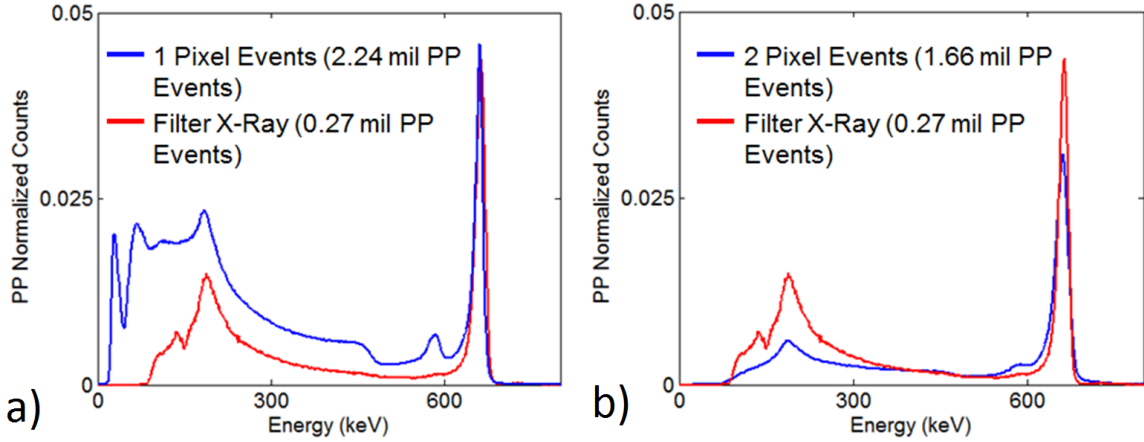 0.05
1 Pixel Events (2.24 mil PP
Events)
Filter X-Ray (0.27 mil PP
Events)
PP Normalized Counts
0.025
0
0
300
600
Energy (keV)
a)
0.05
2 Pixel Events (1.66 mil PP
Events)
Filter X-Ray (0.27 mil PP
Events)
PP Normalized Counts
0.025
0
0
300
600
Energy (keV)
b)